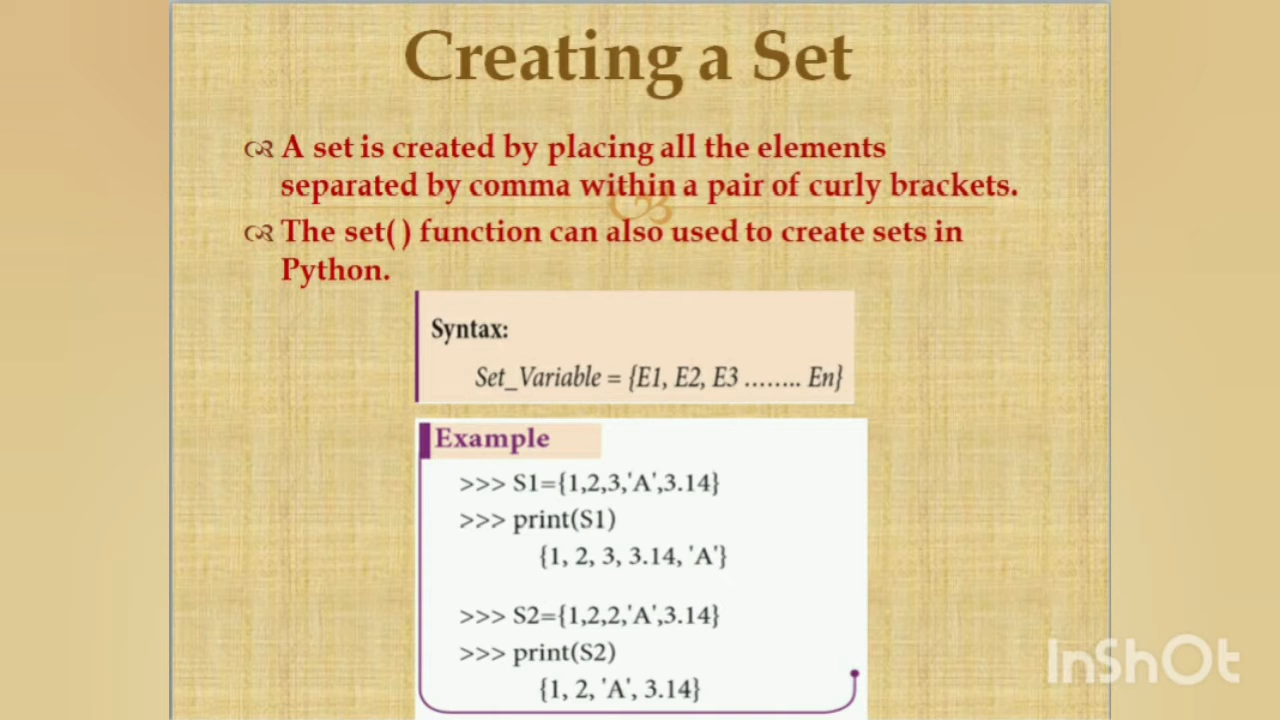 Creating a Set
A set is created by placing all the elements
separated by comma within a pair of curly brackets.
The set( ) function can also used to create sets in
Python.
Syntax:
Set_Variable = {E1, E2, E3 ........ En}
Example
>>> S1={1,2,3,'A',3.14}
>>> print(S1)
{1, 2, 3, 3.14, 'A'}
>>> S2={1,2,2,'A',3.14}
>>> print(S2)
{1, 2, 'A', 3.14}
InShOt